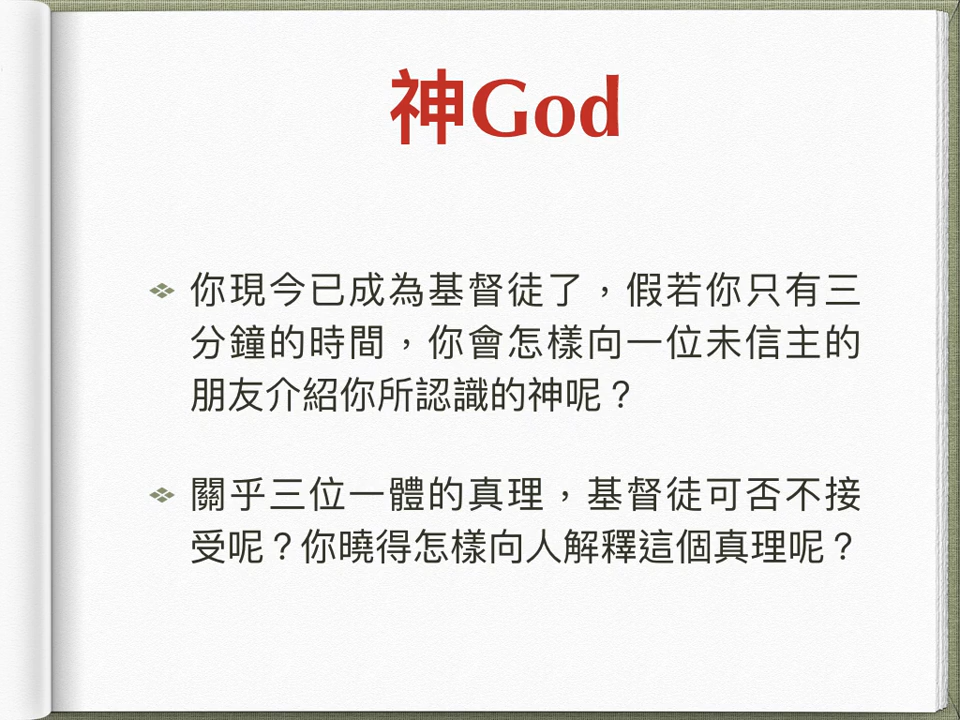 神God
你現今已成為基督徒了，假若你只有三
分鐘的時間，你會怎樣向一位未信主的
朋友介紹你所認識的神呢？
關乎三位一體的真理，基督徒可否不接
受呢？你曉得怎樣向人解釋這個真理呢？